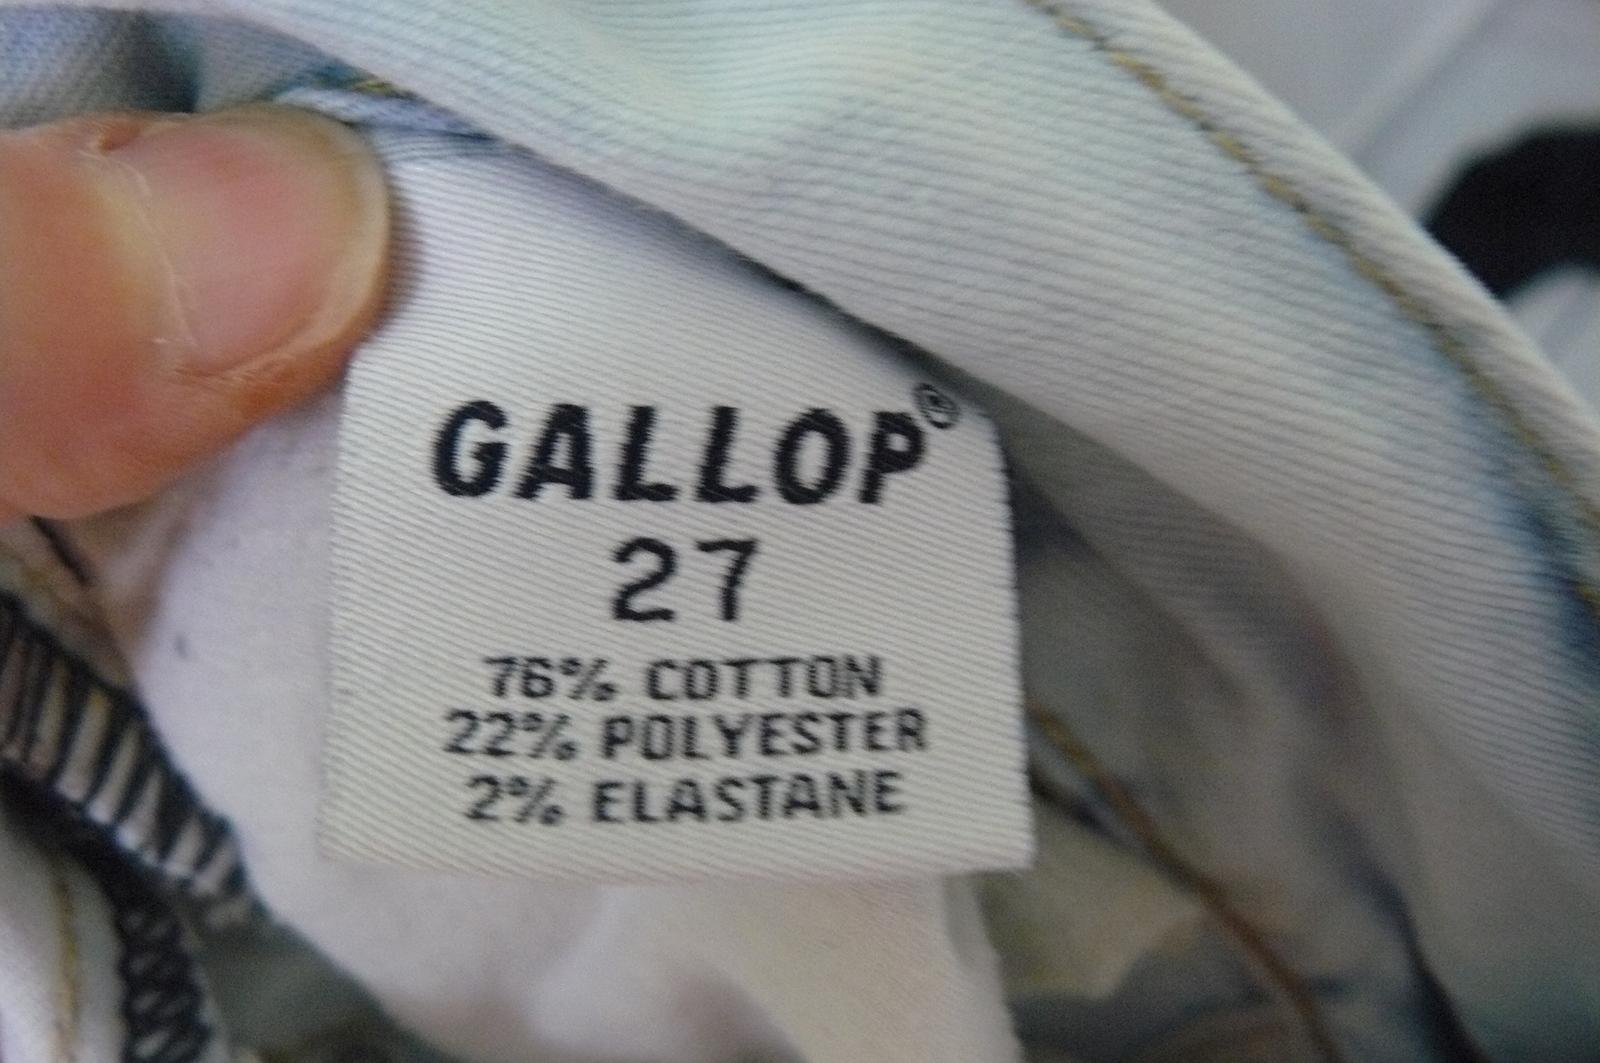 GALLOP®
27
76% COTTON
22% POLYESTER
2% ELASTANE